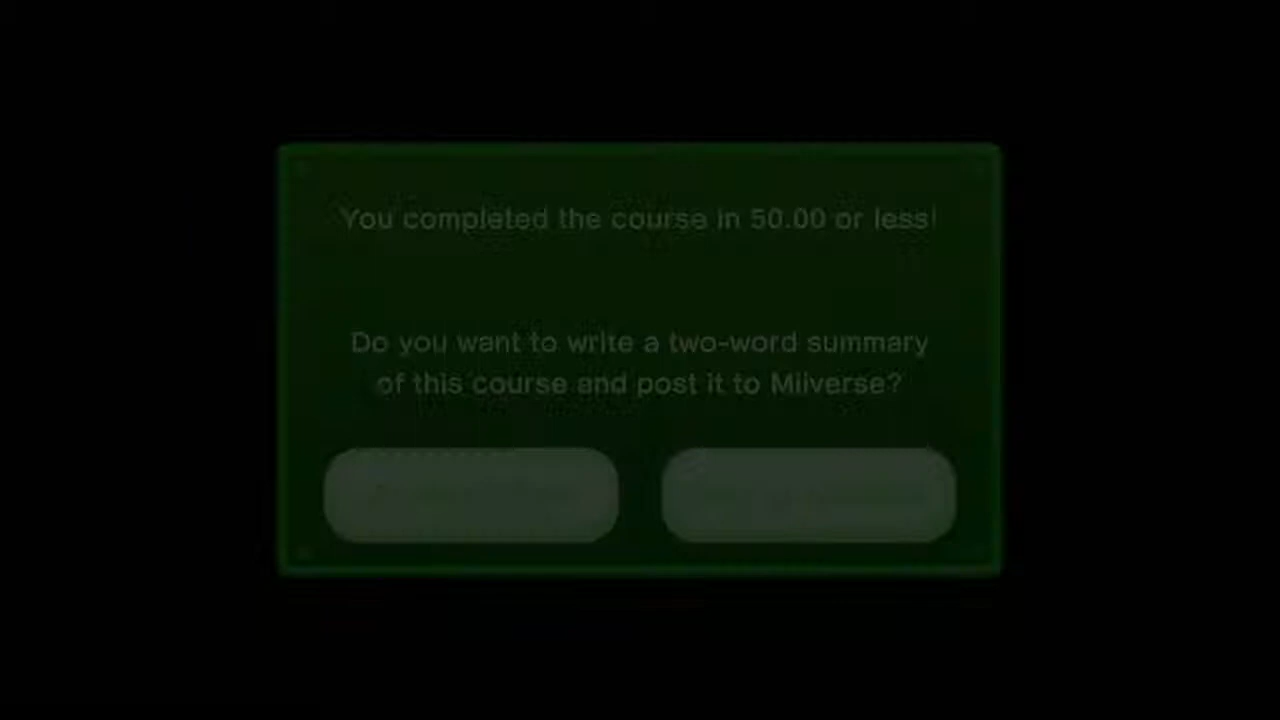 You completed the course in 50.00 or less!
Do you want to write a two-word summary
of this course and post it to Miiverse?